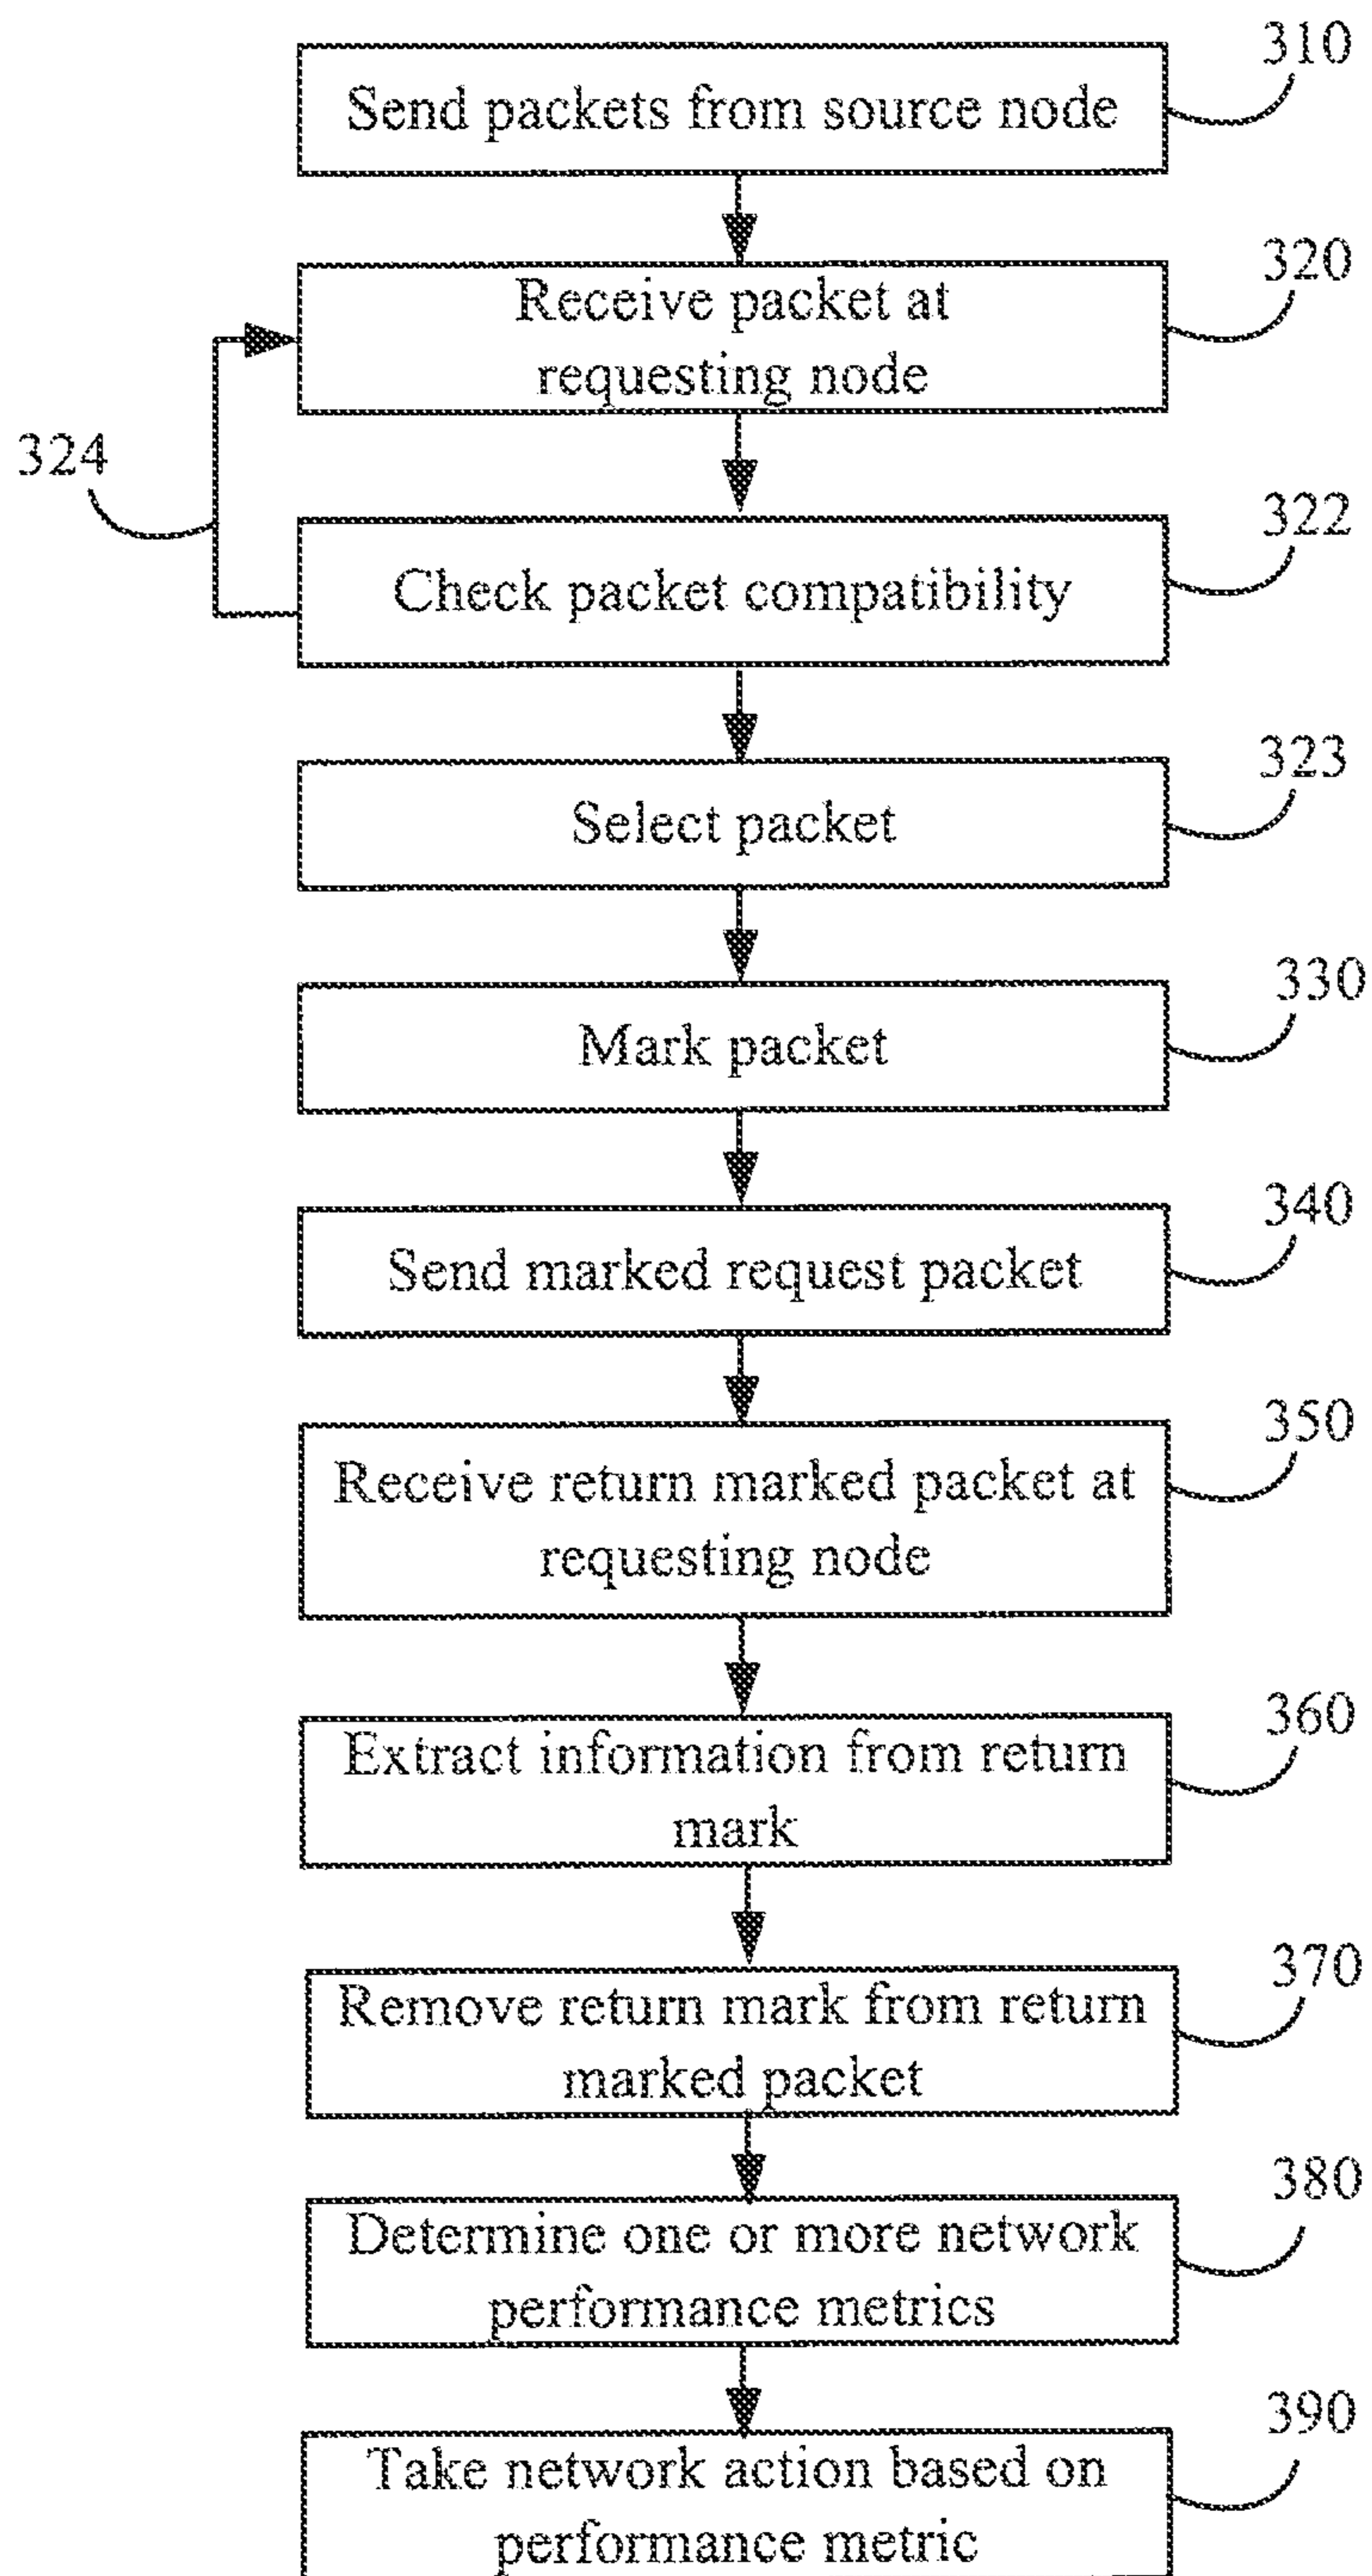 310
Send packets from source node
320
Receive packet at
requesting node
324
322
Check packet compatibility
323
Select packet
330
Mark packet
340
Send marked request packet
350
Receive return marked packet at
requesting node
360
Extract information from return
mark
370
Remove return mark from return
marked packet
380
Determine one or more network
performance metrics
390
Take network action based on
performance metric